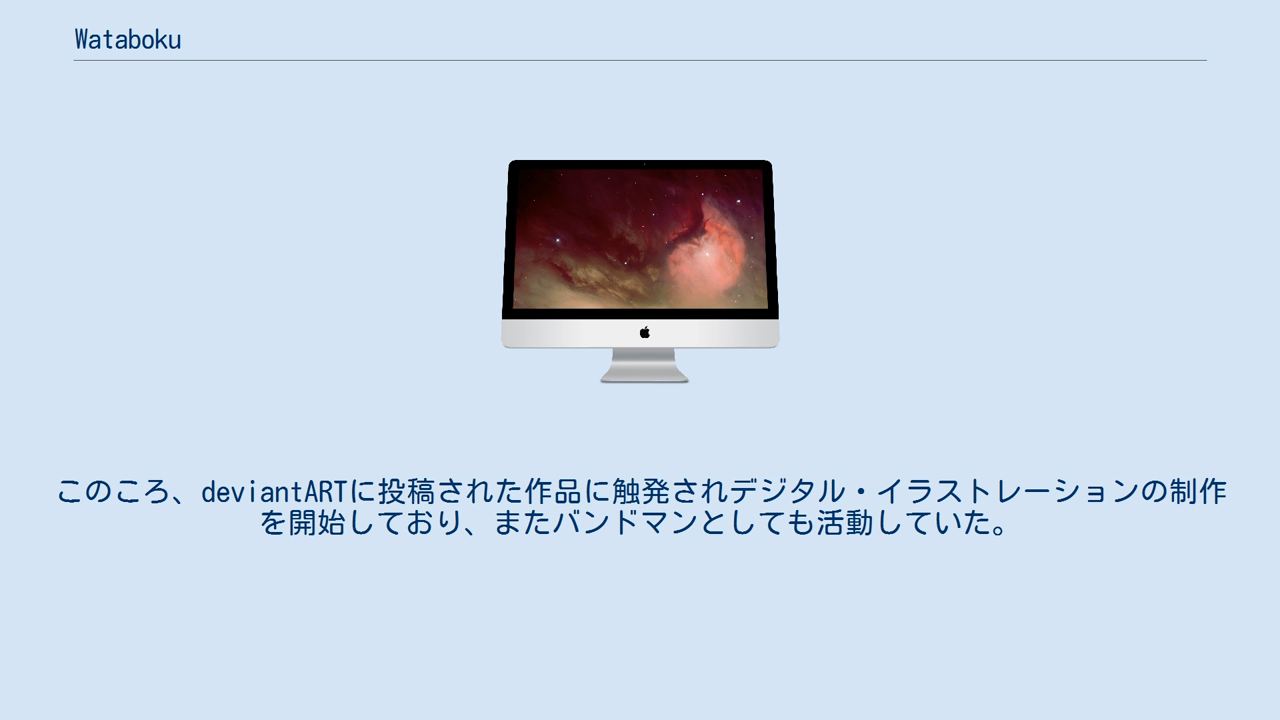 Wataboku
このころ、deviantARTに投稿された作品に触発されデジタル・イラストレーションの制作
を開始しており、またバンドマンとしても活動していた。